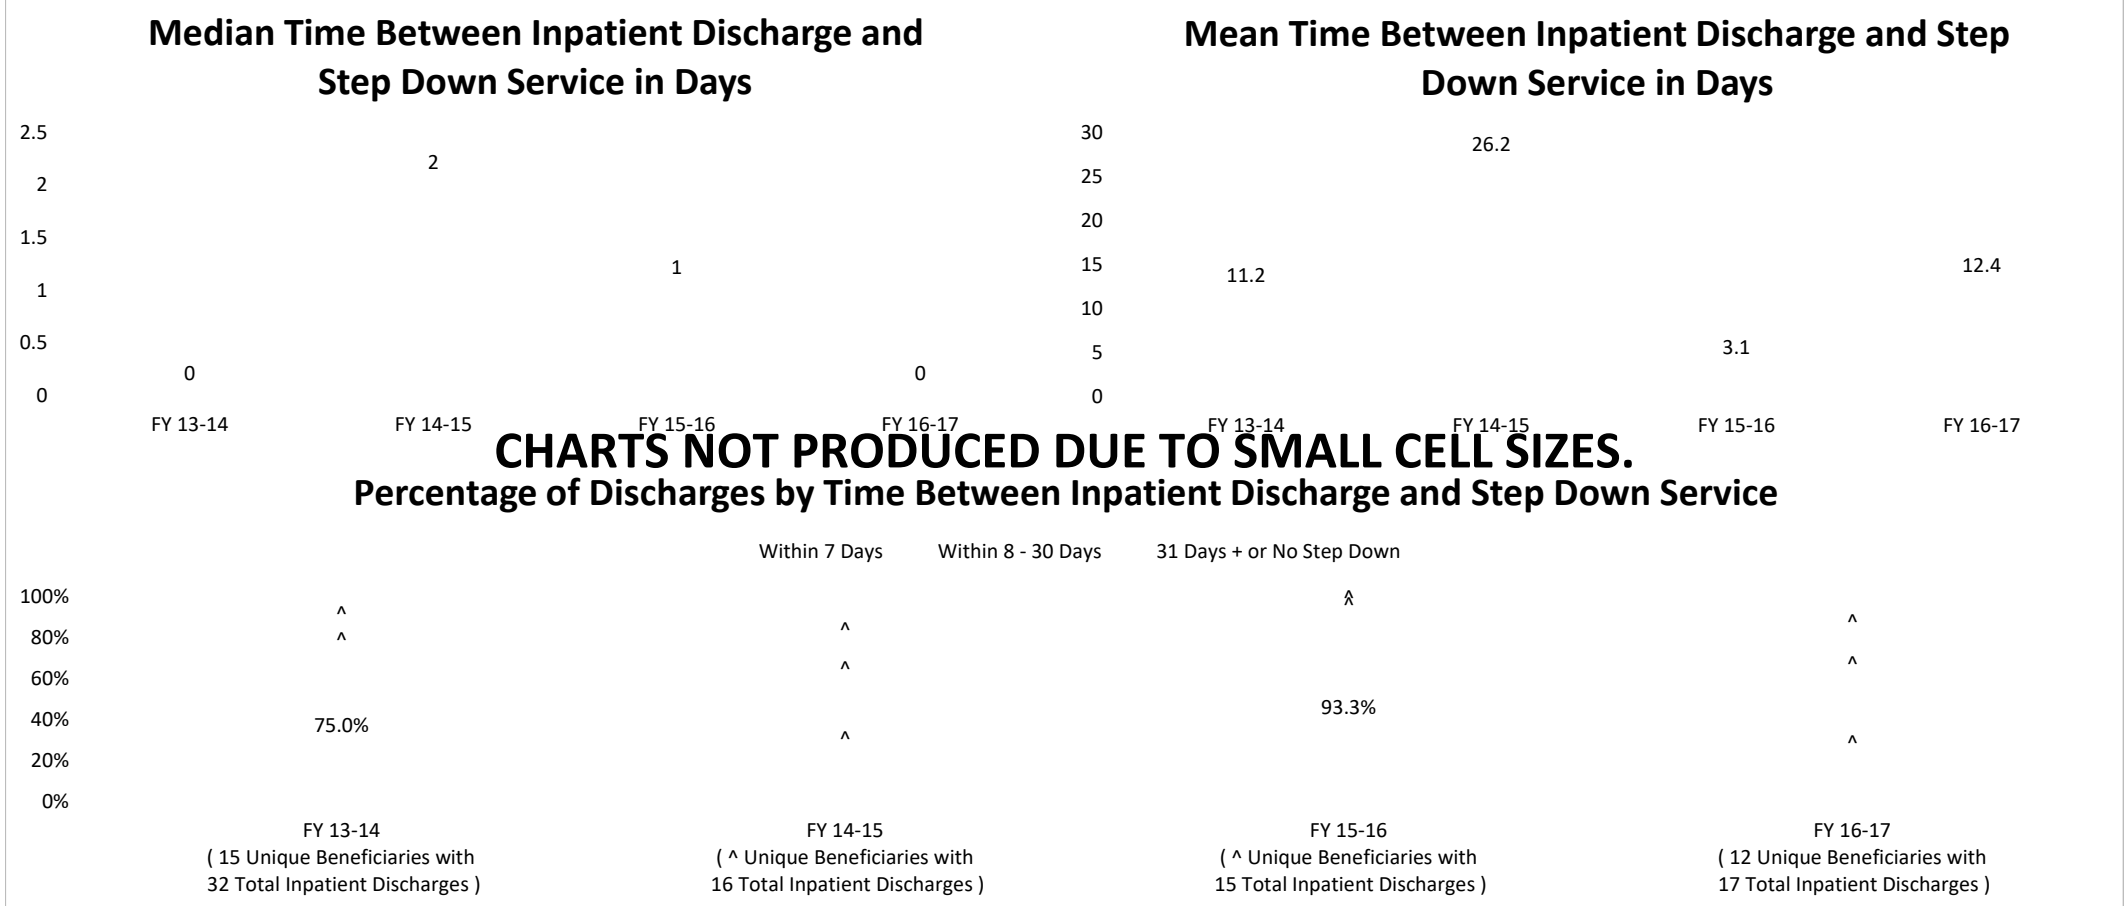 Median Time Between Inpatient Discharge and
Step Down Service in Days
2.5
2
1.5
1
0.5
0
0
2
1
0
FY 13-14
FY 14-15
FY 15-16
FY 16-17
Mean Time Between Inpatient Discharge and Step
Down Service in Days
30
25
20
15
10
5
0
11.2
26.2
3.1
12.4
FY 13-14
FY 14-15
FY 15-16
FY 16-17
CHARTS NOT PRODUCED DUE TO SMALL CELL SIZES.
Percentage of Discharges by Time Between Inpatient Discharge and Step Down Service
Within 7 Days
Within 8 - 30 Days
31 Days + or No Step Down
100%
80%
60%
40%
20%
0%
^
^
75.0%
^
^
^
^
^
93.3%
^
^
^
FY 13-14
( 15 Unique Beneficiaries with
32 Total Inpatient Discharges )
FY 14-15
( ^ Unique Beneficiaries with
16 Total Inpatient Discharges )
FY 15-16
( ^ Unique Beneficiaries with
15 Total Inpatient Discharges )
FY 16-17
( 12 Unique Beneficiaries with
17 Total Inpatient Discharges )